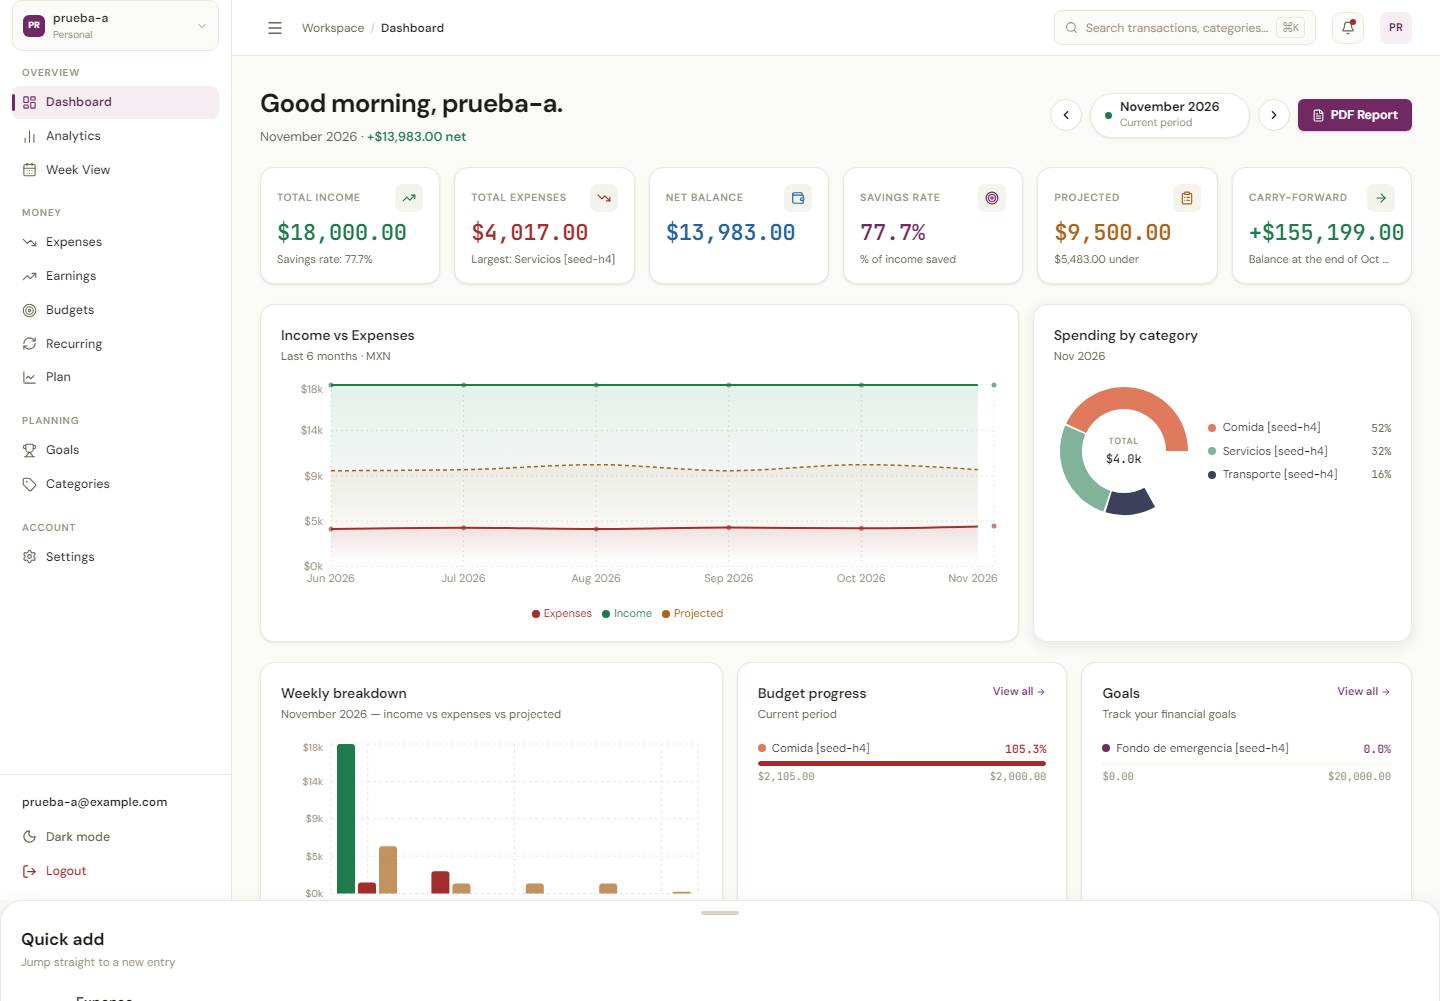 PR
prueba-a
Personal
OVERVIEW
Dashboard
Analytics
Week View
MONEY
Expenses
Earnings
Budgets
Recurring
Plan
PLANNING
Goals
Categories
ACCOUNT
Settings
prueba-a@example.com
Dark mode
Logout
Workspace / Dashboard
Search transactions, categories... ⌘K
PR
Good morning, prueba-a.
November 2026 · +$13,983.00 net
November 2026
Current period
PDF Report
TOTAL INCOME
$18,000.00
Savings rate: 77.7%
TOTAL EXPENSES
$4,017.00
Largest: Servicios [seed-h4]
NET BALANCE
$13,983.00
SAVINGS RATE
77.7%
% of income saved
PROJECTED
$9,500.00
$5,483.00 under
CARRY-FORWARD
+$155,199.00
Balance at the end of Oct ...
Income vs Expenses
Last 6 months · MXN
$18k
$14k
$9k
$5k
$0k
Jun 2026 Jul 2026 Aug 2026 Sep 2026 Oct 2026 Nov 2026
Expenses Income Projected
Spending by category
Nov 2026
TOTAL
$4.0k
Comida [seed-h4] 52%
Servicios [seed-h4] 32%
Transporte [seed-h4] 16%
Weekly breakdown
November 2026 — income vs expenses vs projected
$18k
$14k
$9k
$5k
$0k
Budget progress View all →
Current period
Comida [seed-h4] 105.3%
$2,105.00 $2,000.00
Goals View all →
Track your financial goals
Fondo de emergencia [seed-h4] 0.0%
$0.00 $20,000.00
Quick add
Jump straight to a new entry
Expense